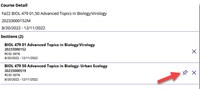 Course Detail
Fa22 BIOL 479 01,50 Advanced Topics in Biology/Virology
20223000152M
8/30/2022 - 12/11/2022
Sections (2)
BIOL 479 01 Advanced Topics in Biology/Virology
20223000152
8/30/2022 - 12/11/2022
BIOL 479 50 Advanced Topics in Biology: Urban Ecology
8/30/2022 - 12/11/2022